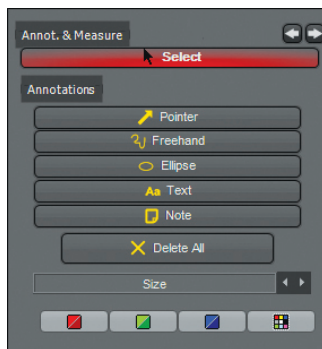 Annot. & Measure
Select
Annotations
Pointer
Freehand
Ellipse
Aa Text
Note
Delete All
Size